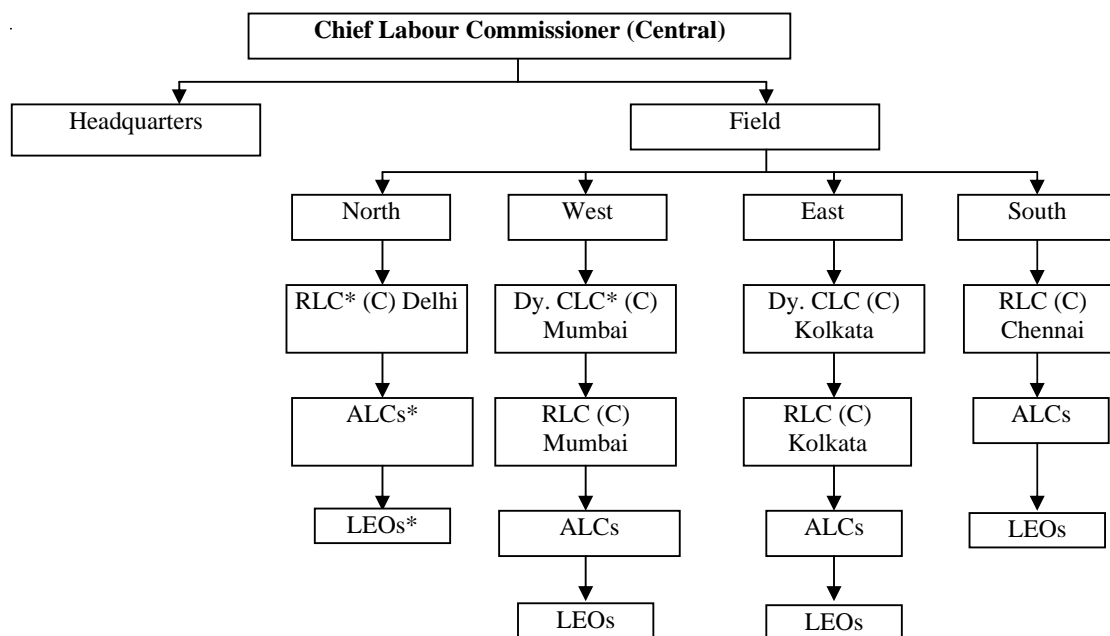 Chief Labour Commissioner (Central)
Headquarters
Field
North
West
East
South
RLC* (C) Delhi
Dy. CLC* (C)
Mumbai
Dy. CLC (C)
Kolkata
RLC (C)
Chennai
ALCs*
RLC (C)
Mumbai
RLC (C)
Kolkata
ALCs
LEOs*
ALCs
ALCs
LEOs
LEOs
LEOs